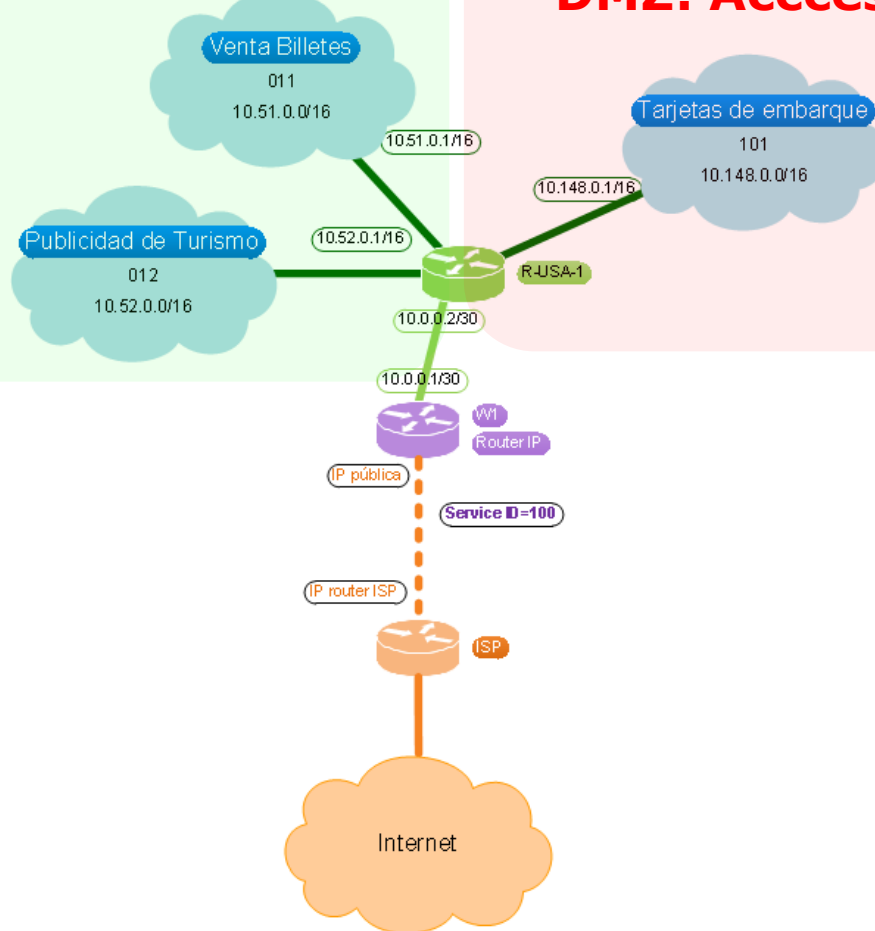 DMZ: Acce
Venta Billetes
011
10.51.0.0/16
10.51.0.1/16
Tarjetas de embarque
101
10.148.0.0/16
10.148.0.1/16
Publicidad de Turismo
012
10.52.0.0/16
10.52.0.1/16
R-USA-1
10.0.0.2/30
10.0.0.1/30
W1
Router IP
IP pública
Service ID=100
IP router ISP
ISP
Internet